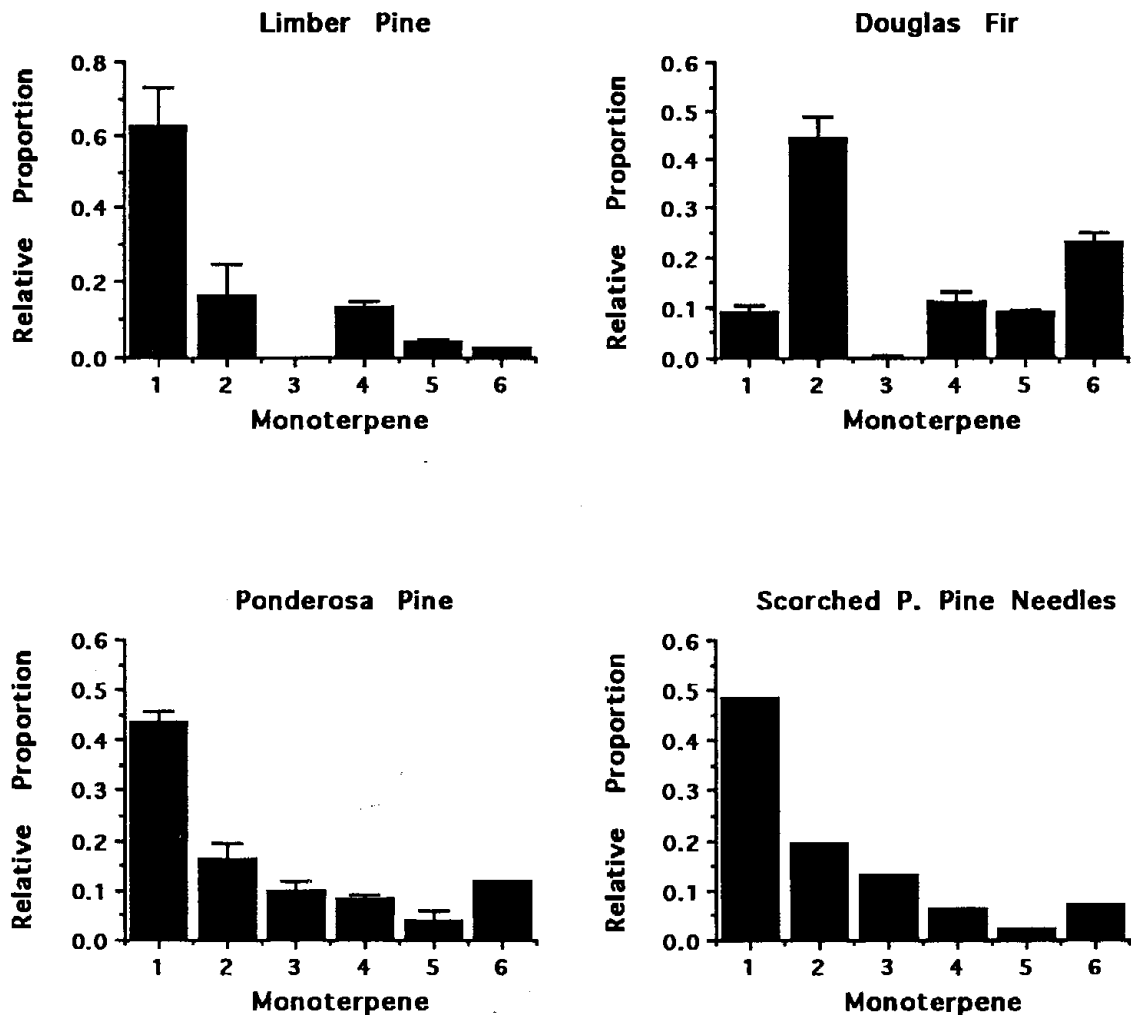 Limber Pine
Relative Proportion
0.8
0.6
0.4
0.2
0.0
1 2 3 4 5 6
Monoterpene
Douglas Fir
Relative Proportion
0.6
0.5
0.4
0.3
0.2
0.1
0.0
1 2 3 4 5 6
Monoterpene
Ponderosa Pine
Relative Proportion
0.6
0.5
0.4
0.3
0.2
0.1
0.0
1 2 3 4 5 6
Monoterpene
Scorched P. Pine Needles
Relative Proportion
0.6
0.5
0.4
0.3
0.2
0.1
0.0
1 2 3 4 5 6
Monoterpene